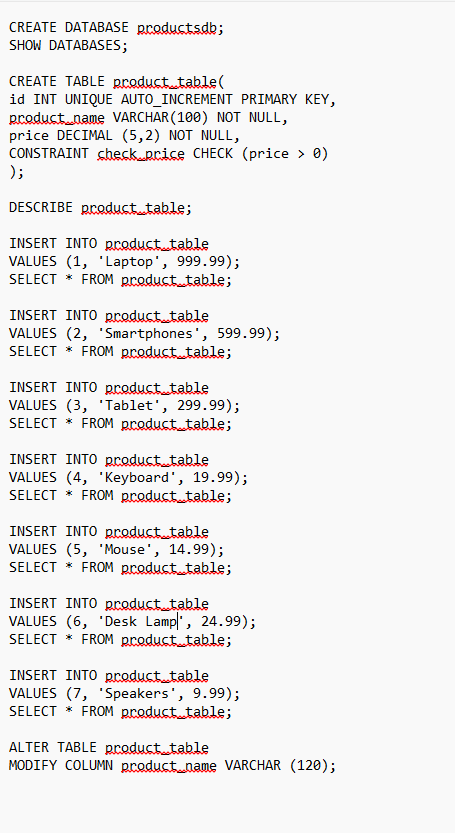 CREATE DATABASE productsdb;
SHOW DATABASES;
CREATE TABLE product_table(
id INT UNIQUE AUTO_INCREMENT PRIMARY KEY,
product_name VARCHAR(100) NOT NULL,
price DECIMAL (5,2) NOT NULL,
CONSTRAINT check_price CHECK (price > 0)
);
DESCRIBE product_table;
INSERT INTO product_table
VALUES (1, 'Laptop', 999.99);
SELECT * FROM product_table;
INSERT INTO product_table
VALUES (2, 'Smartphones', 599.99);
SELECT * FROM product_table;
INSERT INTO product_table
VALUES (3, 'Tablet', 299.99);
SELECT * FROM product_table;
INSERT INTO product_table
VALUES (4, 'Keyboard', 19.99);
SELECT * FROM product_table;
INSERT INTO product_table
VALUES (5, 'Mouse', 14.99);
SELECT * FROM product_table;
INSERT INTO product_table
VALUES (6, 'Desk Lamp', 24.99);
SELECT * FROM product_table;
INSERT INTO product_table
VALUES (7, 'Speakers', 9.99);
SELECT * FROM product_table;
ALTER TABLE product_table
MODIFY COLUMN product_name VARCHAR (120);